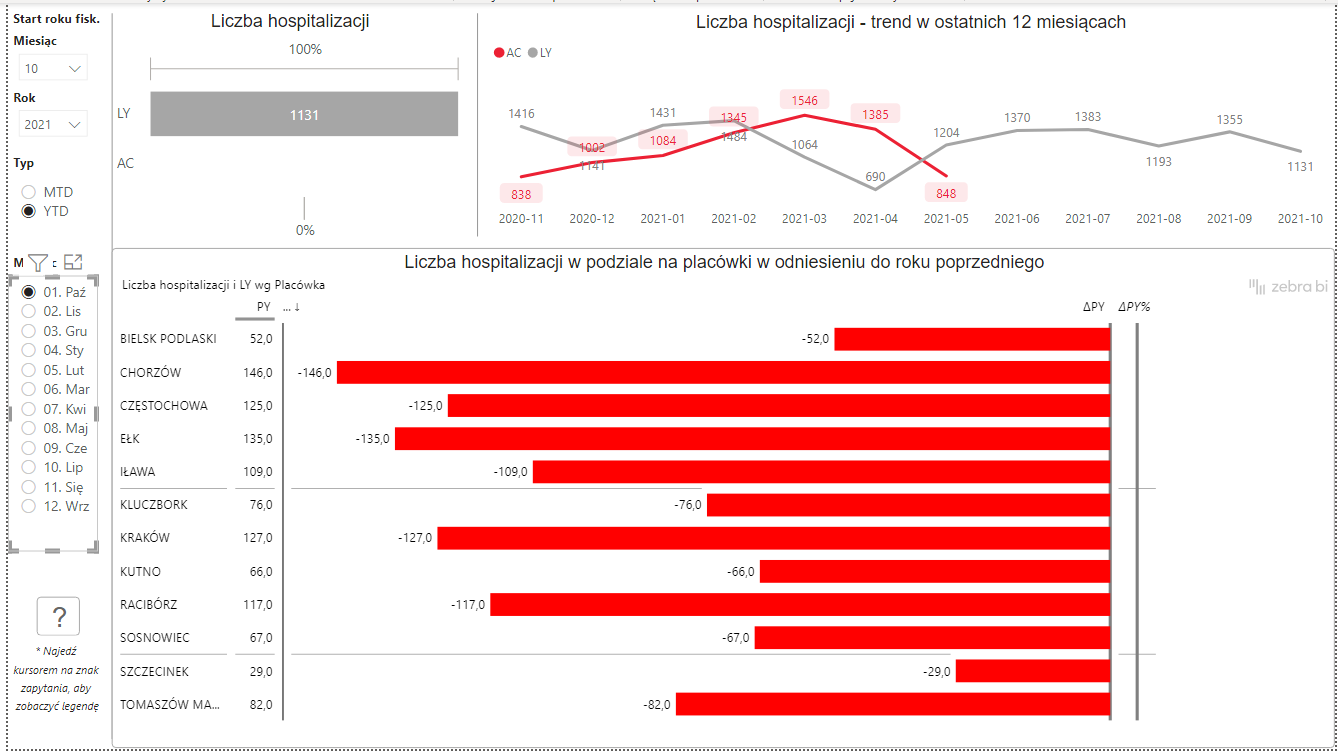 Start roku fisk.
Miesiąc
10
Rok
2021
Typ
MTD
YTD
01. Paź
02. Lis
03. Gru
04. Sty
05. Lut
06. Mar
07. Kwi
08. Maj
09. Cze
10. Lip
11. Się
12. Wrz
?
* Najedź
kursorem na znak
zapytania, aby
zobaczyć legendę
Liczba hospitalizacji
100%
LY
1131
AC
0%
Liczba hospitalizacji - trend w ostatnich 12 miesiącach
AC LY
1416 1141 1431 1484 1064 690 1204 1370 1383 1193 1355 1131
838 1002 1084 1345 1546 1385 848
2020-11 2020-12 2021-01 2021-02 2021-03 2021-04 2021-05 2021-06 2021-07 2021-08 2021-09 2021-10
Liczba hospitalizacji w podziale na placówki w odniesieniu do roku poprzedniego
zebra bi
Liczba hospitalizacji i LY wg Placówka
PY ... ↓ ΔPY ΔPY%
BIELSK PODLASKI 52,0 -52,0
CHORZÓW 146,0 -146,0
CZĘSTOCHOWA 125,0 -125,0
EŁK 135,0 -135,0
IŁAWA 109,0 -109,0
KLUCZBORK 76,0 -76,0
KRAKÓW 127,0 -127,0
KUTNO 66,0 -66,0
RACIBÓRZ 117,0 -117,0
SOSNOWIEC 67,0 -67,0
SZCZECINEK 29,0 -29,0
TOMASZÓW MA... 82,0 -82,0